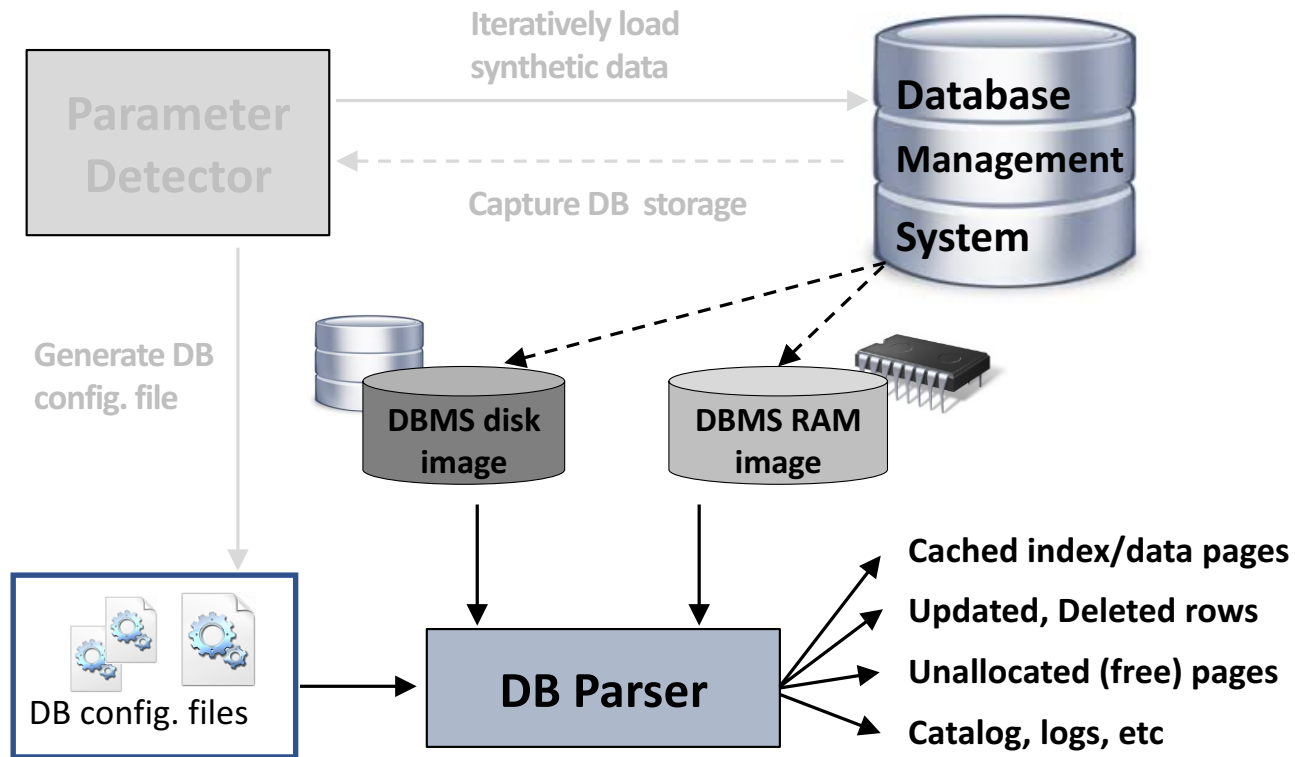 Iteratively load
synthetic data
Parameter
Detector
Database
Management
System
Capture DB storage
Generate DB
config. file
DBMS disk
image
DBMS RAM
image
Cached index/data pages
Updated, Deleted rows
Unallocated (free) pages
Catalog, logs, etc
DB Parser
DB config. files